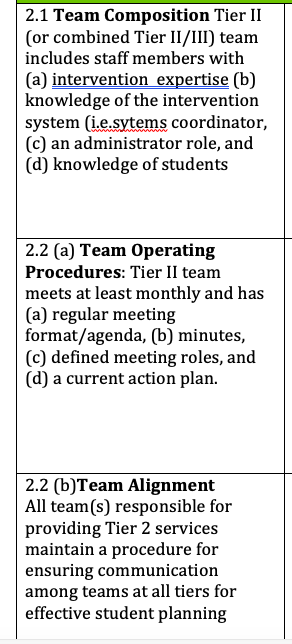 2.1 Team Composition Tier II
(or combined Tier II/III) team
includes staff members with
(a) intervention expertise (b)
knowledge of the intervention
system (i.e.sytems coordinator,
(c) an administrator role, and
(d) knowledge of students
2.2 (a) Team Operating
Procedures: Tier II team
meets at least monthly and has
(a) regular meeting
format/agenda, (b) minutes,
(c) defined meeting roles, and
(d) a current action plan.
2.2 (b)Team Alignment
All team(s) responsible for
providing Tier 2 services
maintain a procedure for
ensuring communication
among teams at all tiers for
effective student planning